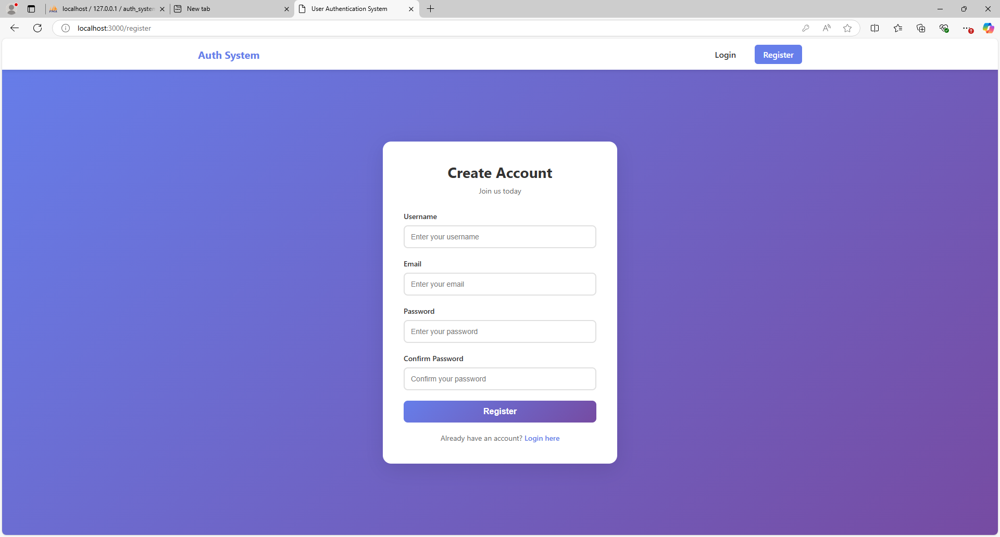 localhost / 127.0.0.1 / auth_system
New tab
User Authentication System
localhost:3000/register
Auth System
Login
Register
Create Account
Join us today
Username
Enter your username
Email
Enter your email
Password
Enter your password
Confirm Password
Confirm your password
Register
Already have an account? Login here